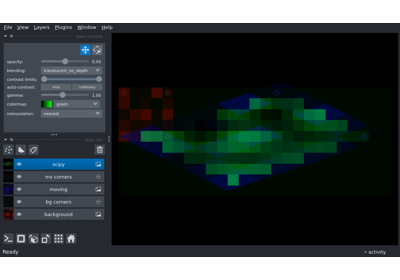 File View Layers Plugins Window Help
opacity: 0.50
blending: translucent_no_depth
contrast limits:
auto-contrast: once continuous
gamma: 1.00
colormap: green
interpolation: nearest
scipy
mv corners
moving
bg corners
background
Ready
activity